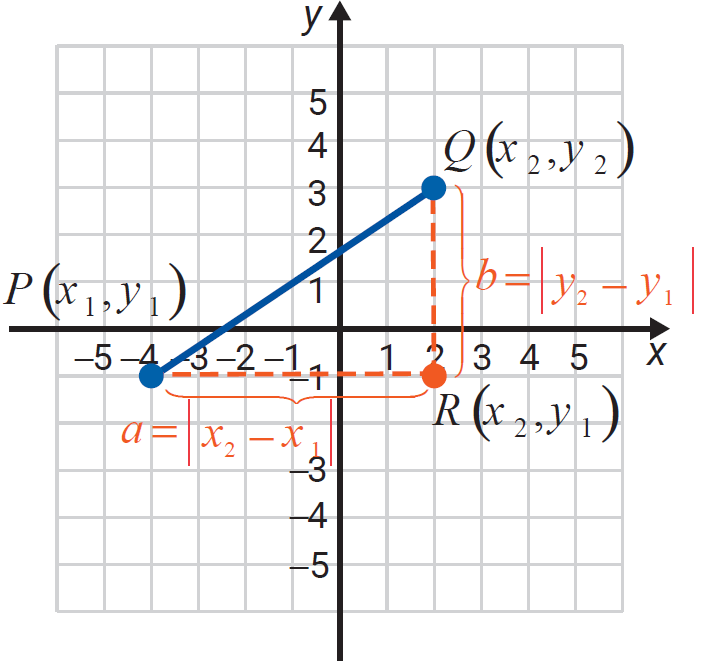 y
5
4
Q(x₂, y₂)
3
2
P(x₁, y₁)
1
b = |y₂ − y₁|
−5 −4 −3 −2 −1 1 2 3 4 5 x
−1
R(x₂, y₁)
a = |x₂ − x₁|
−3
−4
−5